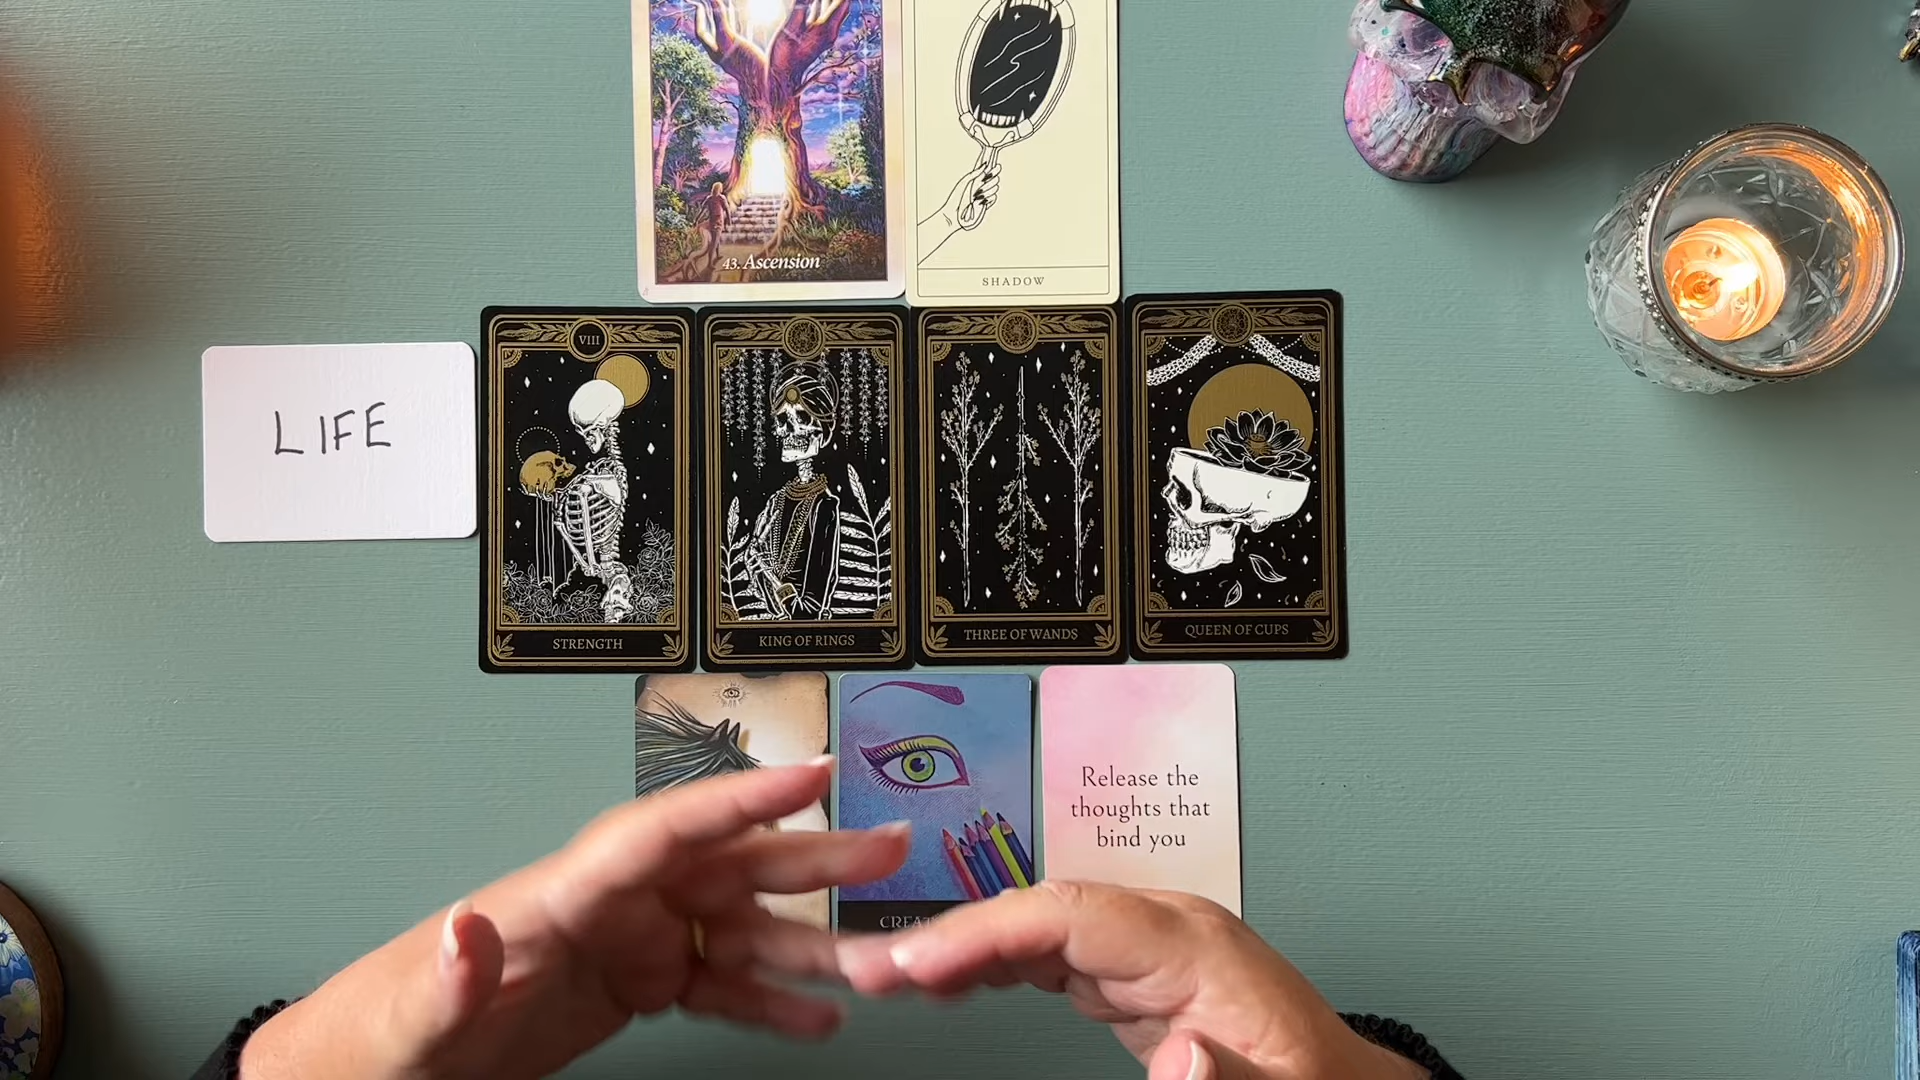 43. Ascension
SHADOW
LIFE
VIII
STRENGTH
KING OF RINGS
THREE OF WANDS
QUEEN OF CUPS
Release the
thoughts that
bind you